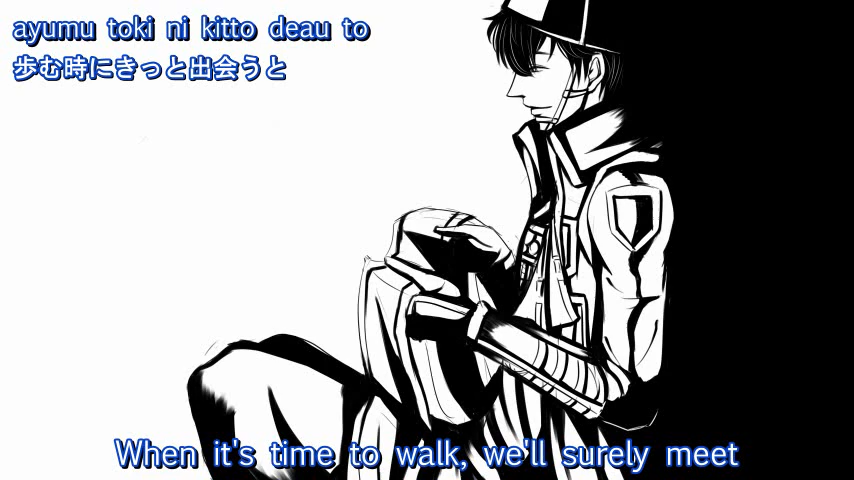 ayumu toki ni kitto deau to
歩む時にきっと出会うと
When it's time to walk, we'll surely meet